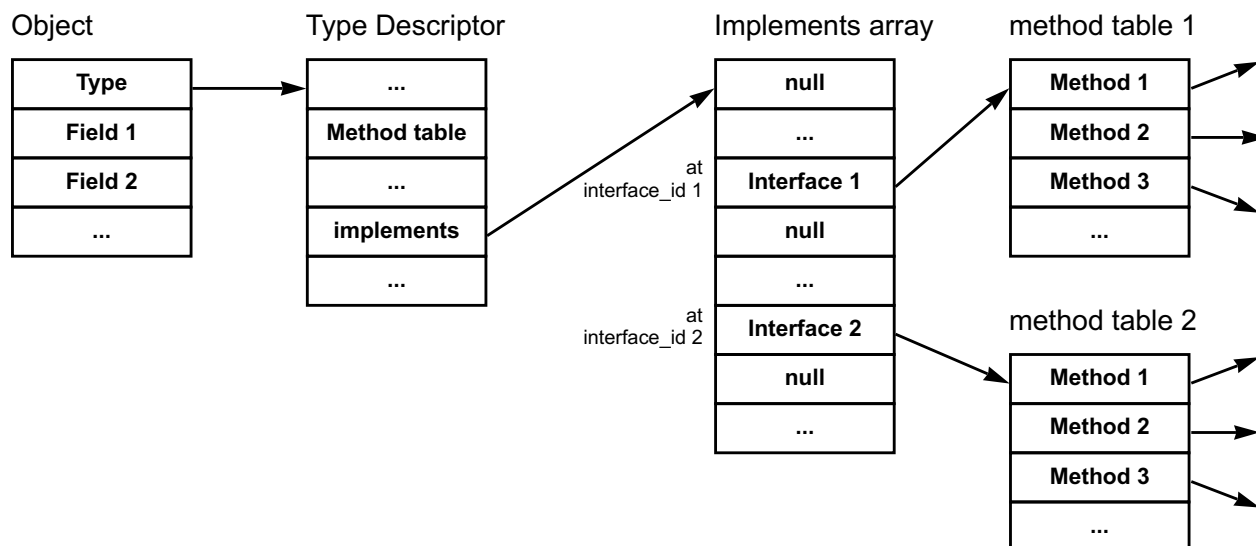 Object
Type
Field 1
Field 2
...
Type Descriptor
...
Method table
...
implements
...
Implements array
null
...
at
interface_id 1
Interface 1
null
...
at
interface_id 2
Interface 2
null
...
method table 1
Method 1
Method 2
Method 3
...
method table 2
Method 1
Method 2
Method 3
...